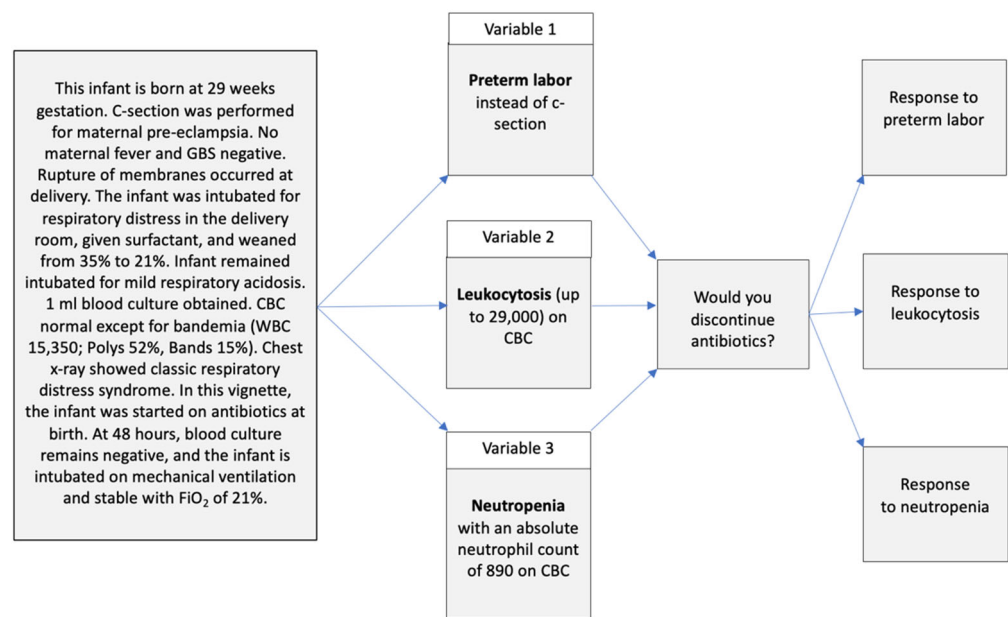 This infant is born at 29 weeks
gestation. C-section was performed
for maternal pre-eclampsia. No
maternal fever and GBS negative.
Rupture of membranes occurred at
delivery. The infant was intubated for
respiratory distress in the delivery
room, given surfactant, and weaned
from 35% to 21%. Infant remained
intubated for mild respiratory acidosis.
1 ml blood culture obtained. CBC
normal except for bandemia (WBC
15,350; Polys 52%, Bands 15%). Chest
x-ray showed classic respiratory
distress syndrome. In this vignette,
the infant was started on antibiotics at
birth. At 48 hours, blood culture
remains negative, and the infant is
intubated on mechanical ventilation
and stable with FiO₂ of 21%.
Variable 1
Preterm labor
instead of c-
section
Variable 2
Leukocytosis (up
to 29,000) on
CBC
Variable 3
Neutropenia
with an absolute
neutrophil count
of 890 on CBC
Would you
discontinue
antibiotics?
Response to
preterm labor
Response to
leukocytosis
Response
to neutropenia